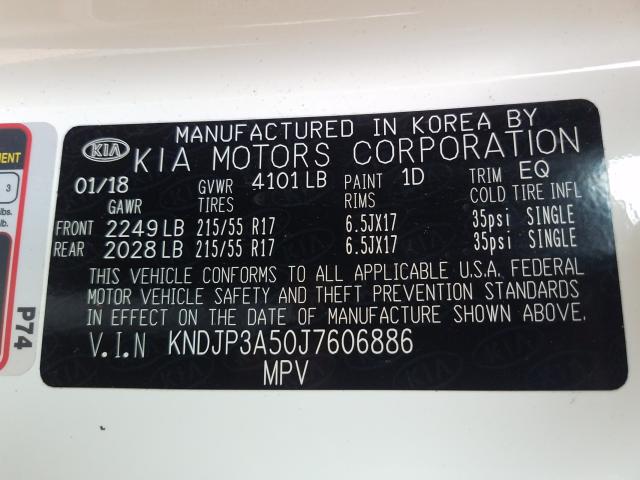 MANUFACTURED IN KOREA BY
KIA KIA MOTORS CORPORATION
01/18 GVWR 4101 LB PAINT 1D TRIM EQ
GAWR TIRES RIMS COLD TIRE INFL
FRONT 2249 LB 215/55 R17 6.5JX17 35psi SINGLE
REAR 2028 LB 215/55 R17 6.5JX17 35psi SINGLE
THIS VEHICLE CONFORMS TO ALL APPLICABLE U.S.A. FEDERAL
MOTOR VEHICLE SAFETY AND THEFT PREVENTION STANDARDS
IN EFFECT ON THE DATE OF MANUFACTURE SHOWN ABOVE.
V.I.N KNDJP3A50J7606886
MPV
MENT
3
lbs.
P74